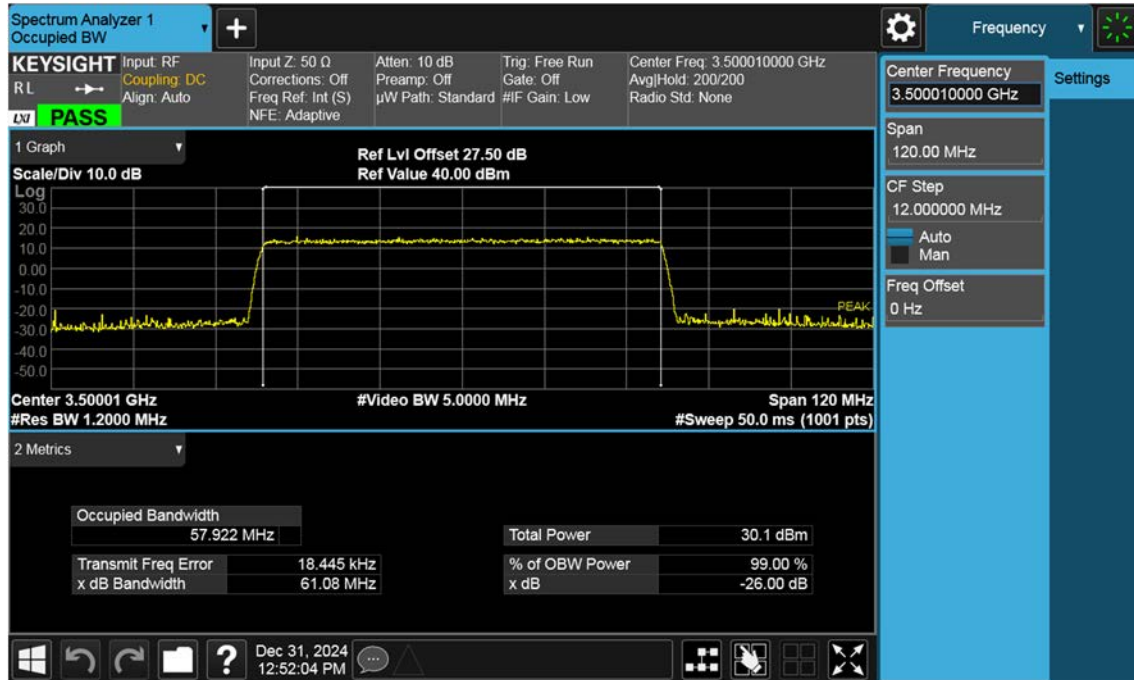 Spectrum Analyzer 1
Occupied BW
+
Frequency
KEYSIGHT
RL
LXI
PASS
Input: RF
Coupling: DC
Align: Auto
Input Z: 50 Ω
Corrections: Off
Freq Ref: Int (S)
NFE: Adaptive
Atten: 10 dB
Preamp: Off
µW Path: Standard
Trig: Free Run
Gate: Off
#IF Gain: Low
Center Freq: 3.500010000 GHz
Avg|Hold: 200/200
Radio Std: None
Center Frequency
3.500010000 GHz
Settings
Span
120.00 MHz
CF Step
12.000000 MHz
Auto
Man
Freq Offset
0 Hz
1 Graph
Scale/Div 10.0 dB
Ref Lvl Offset 27.50 dB
Ref Value 40.00 dBm
Log
30.0
20.0
10.0
0.00
-10.0
-20.0
-30.0
-40.0
-50.0
PEAK
Center 3.50001 GHz
#Res BW 1.2000 MHz
#Video BW 5.0000 MHz
Span 120 MHz
#Sweep 50.0 ms (1001 pts)
2 Metrics
Occupied Bandwidth
57.922 MHz
Total Power 30.1 dBm
Transmit Freq Error 18.445 kHz
% of OBW Power 99.00 %
x dB Bandwidth 61.08 MHz
x dB -26.00 dB
?
Dec 31, 2024
12:52:04 PM